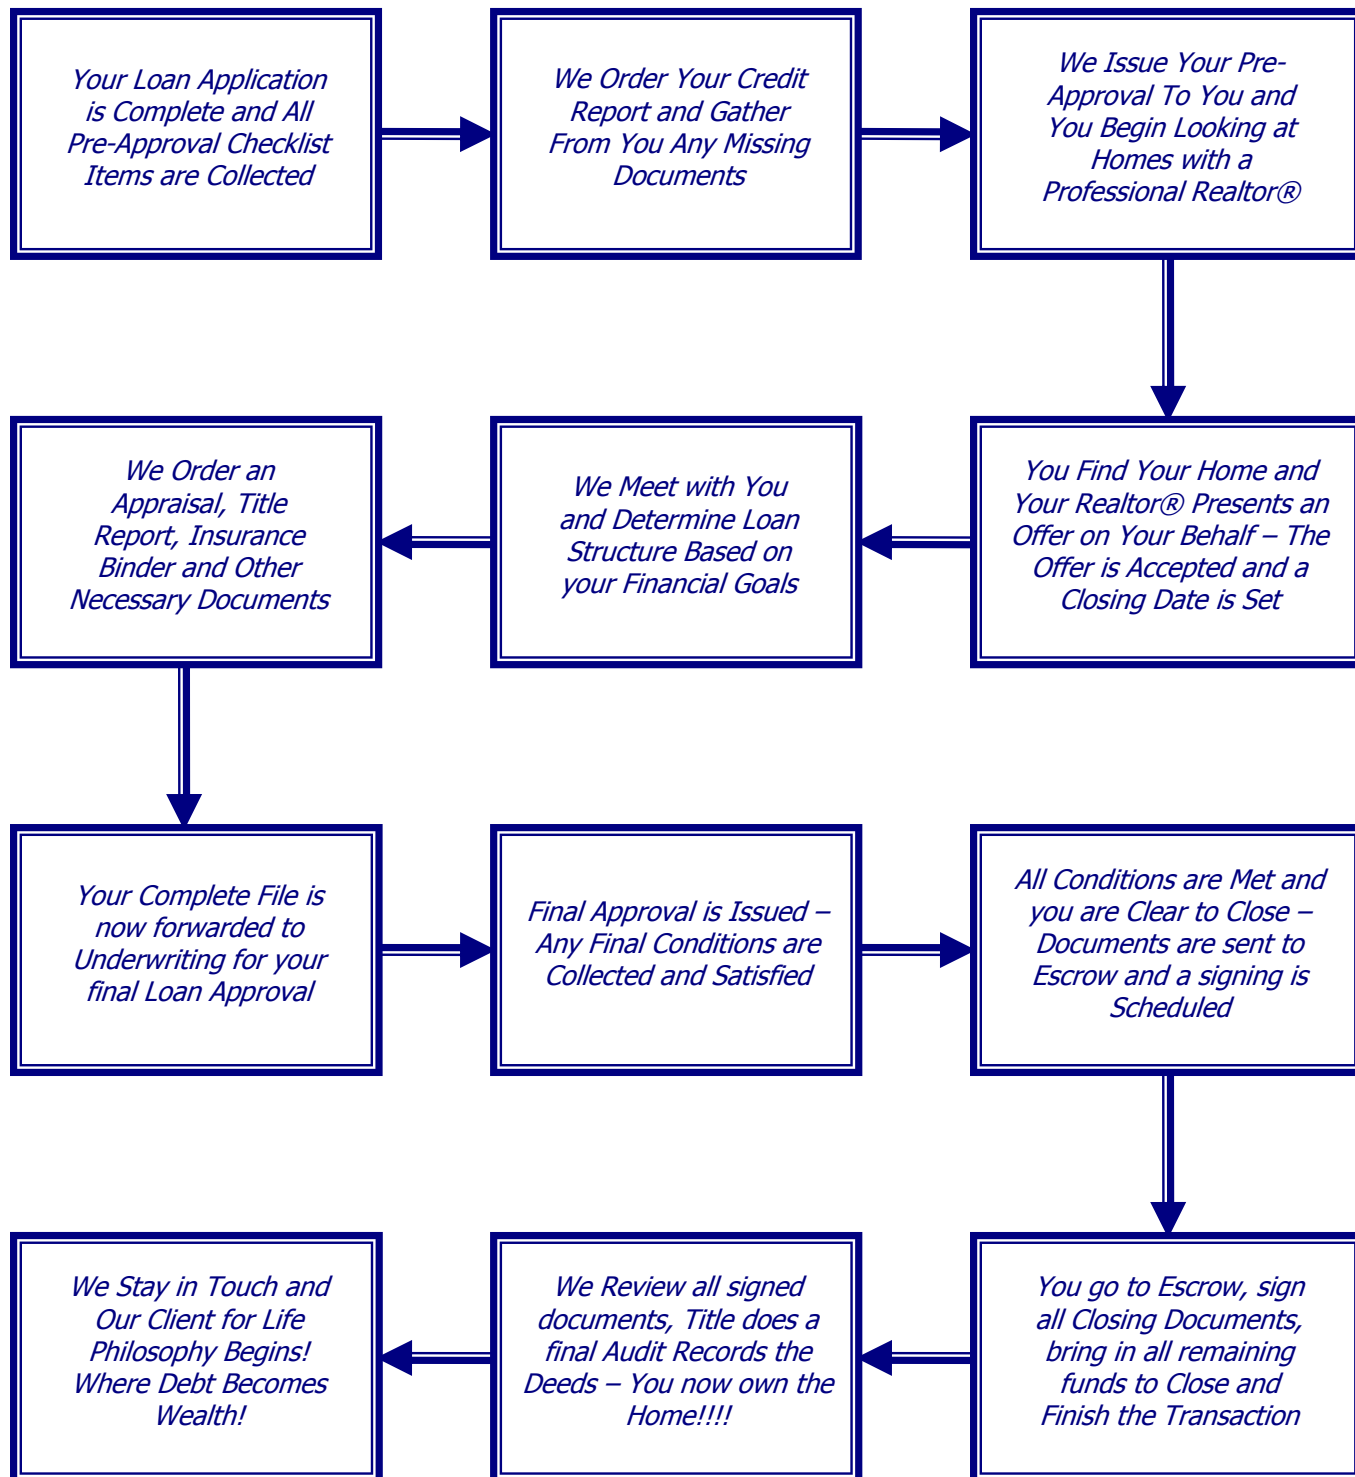 Your Loan Application
is Complete and All
Pre-Approval Checklist
Items are Collected
We Order Your Credit
Report and Gather
From You Any Missing
Documents
We Issue Your Pre-
Approval To You and
You Begin Looking at
Homes with a
Professional Realtor®
You Find Your Home and
Your Realtor® Presents an
Offer on Your Behalf – The
Offer is Accepted and a
Closing Date is Set
We Meet with You
and Determine Loan
Structure Based on
your Financial Goals
We Order an
Appraisal, Title
Report, Insurance
Binder and Other
Necessary Documents
Your Complete File is
now forwarded to
Underwriting for your
final Loan Approval
Final Approval is Issued –
Any Final Conditions are
Collected and Satisfied
All Conditions are Met and
you are Clear to Close –
Documents are sent to
Escrow and a signing is
Scheduled
You go to Escrow, sign
all Closing Documents,
bring in all remaining
funds to Close and
Finish the Transaction
We Review all signed
documents, Title does a
final Audit Records the
Deeds – You now own the
Home!!!!
We Stay in Touch and
Our Client for Life
Philosophy Begins!
Where Debt Becomes
Wealth!